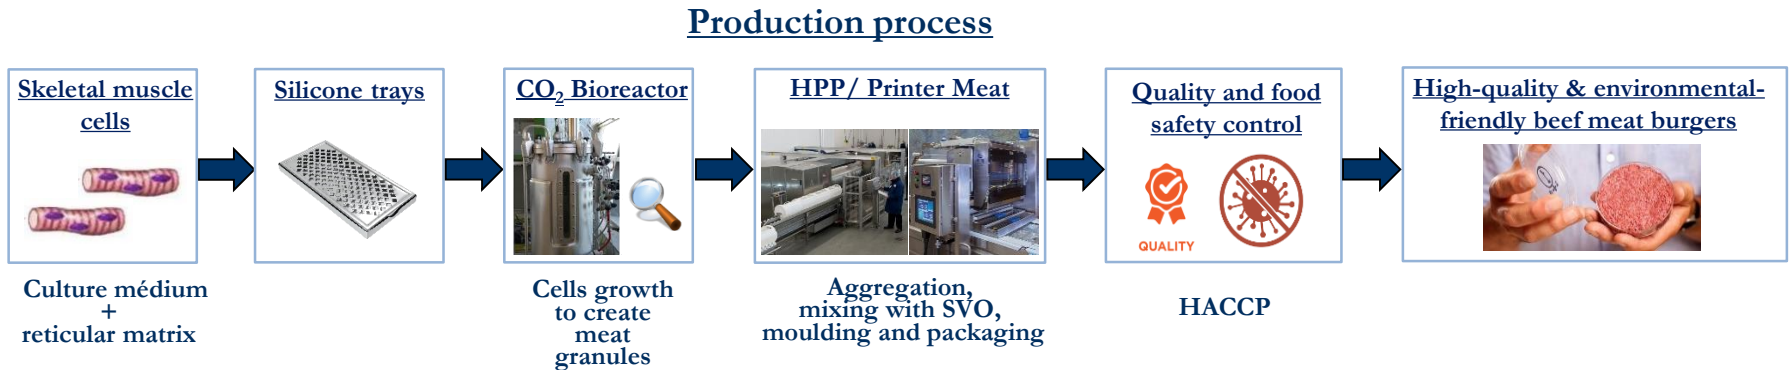 Production process
Skeletal muscle
cells
Culture médium
+
reticular matrix
Silicone trays
CO₂ Bioreactor
Cells growth
to create
meat
granules
HPP/ Printer Meat
Aggregation,
mixing with SVO,
moulding and packaging
Quality and food
safety control
QUALITY
HACCP
High-quality & environmental-
friendly beef meat burgers